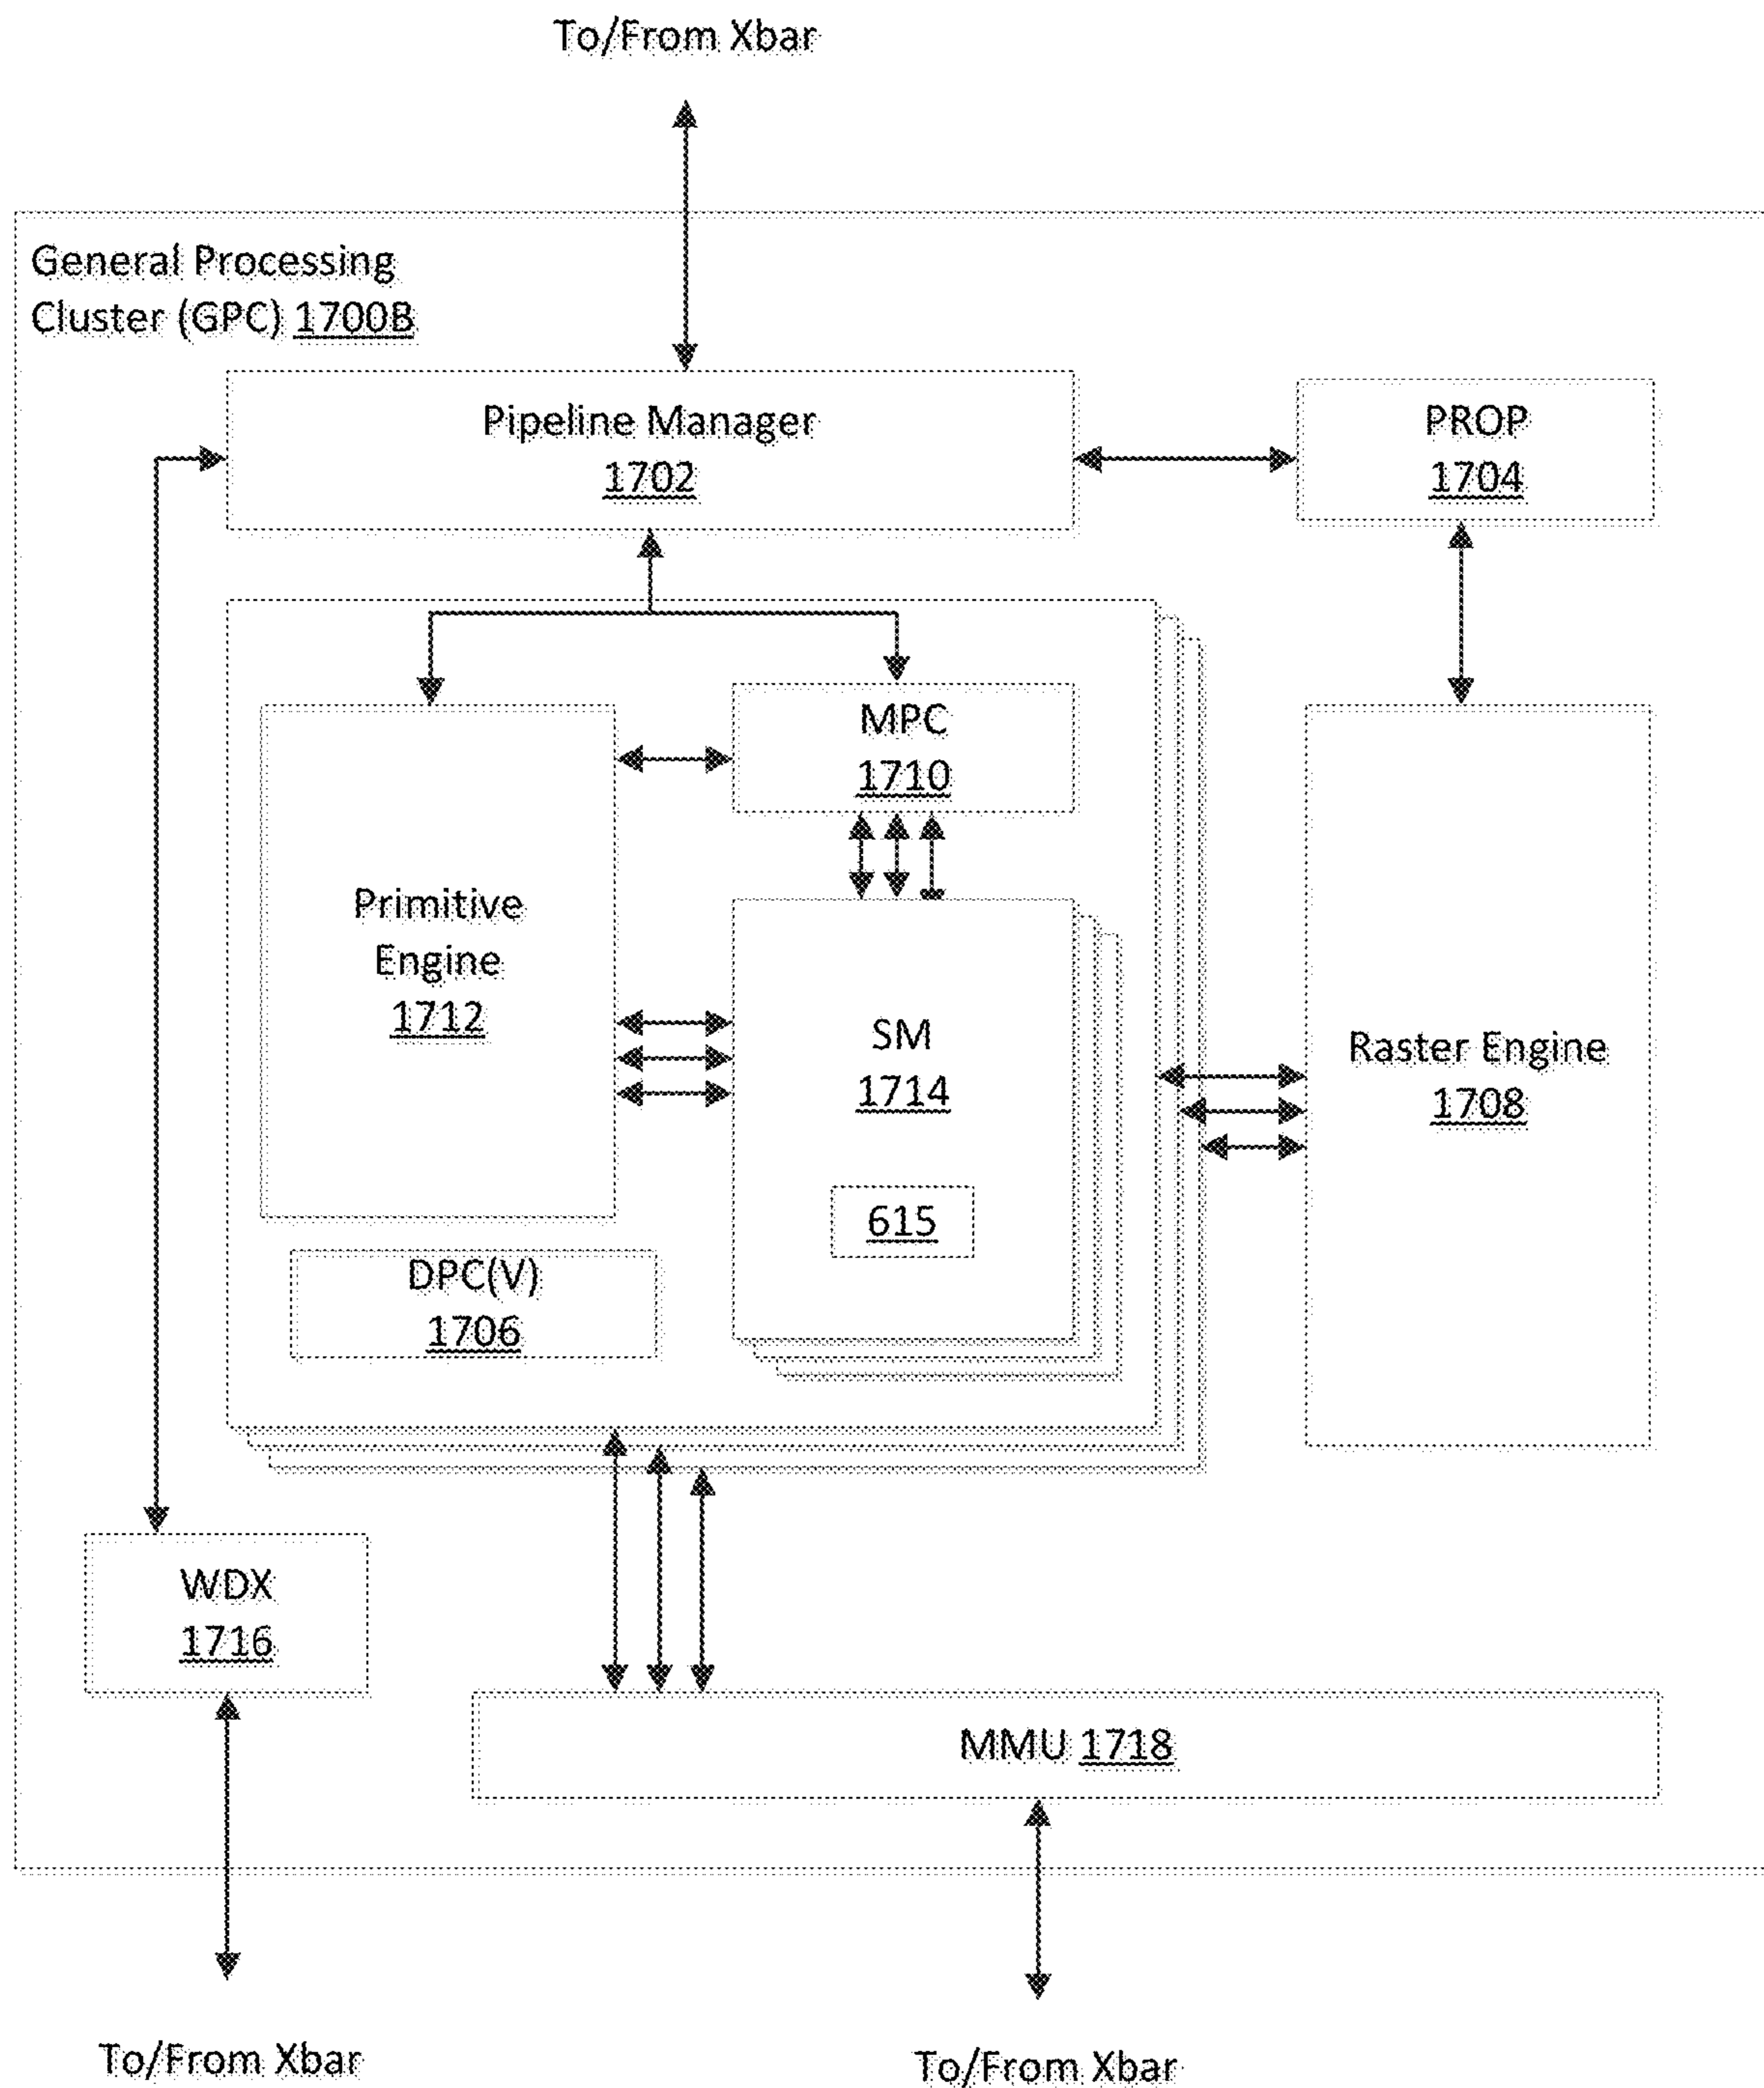 To/From Xbar
General Processing
Cluster (GPC) 1700B
Pipeline Manager
1702
PROP
1704
MPC
1710
Primitive
Engine
1712
SM
1714
615
Raster Engine
1708
DPC(V)
1706
WDX
1716
MMU 1718
To/From Xbar
To/From Xbar